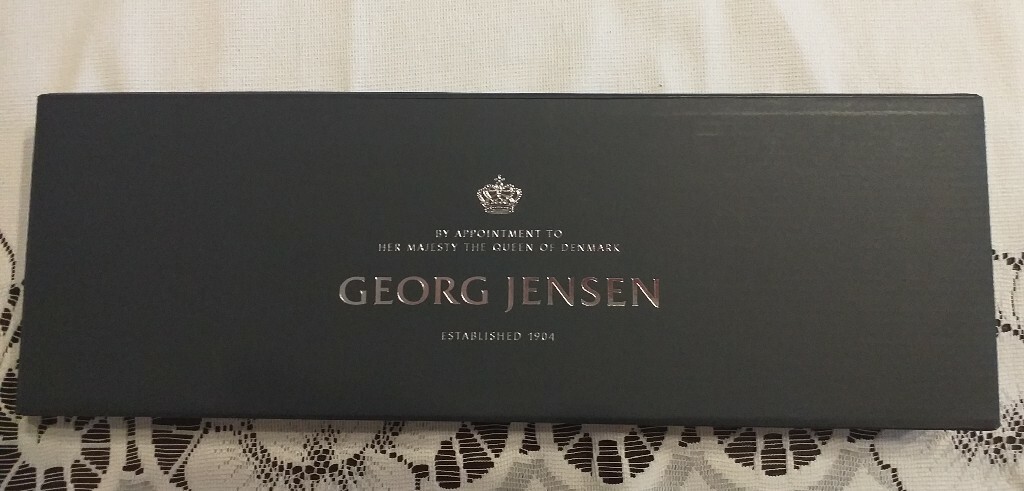 BY APPOINTMENT TO
HER MAJESTY THE QUEEN OF DENMARK
GEORG JENSEN
ESTABLISHED 1904